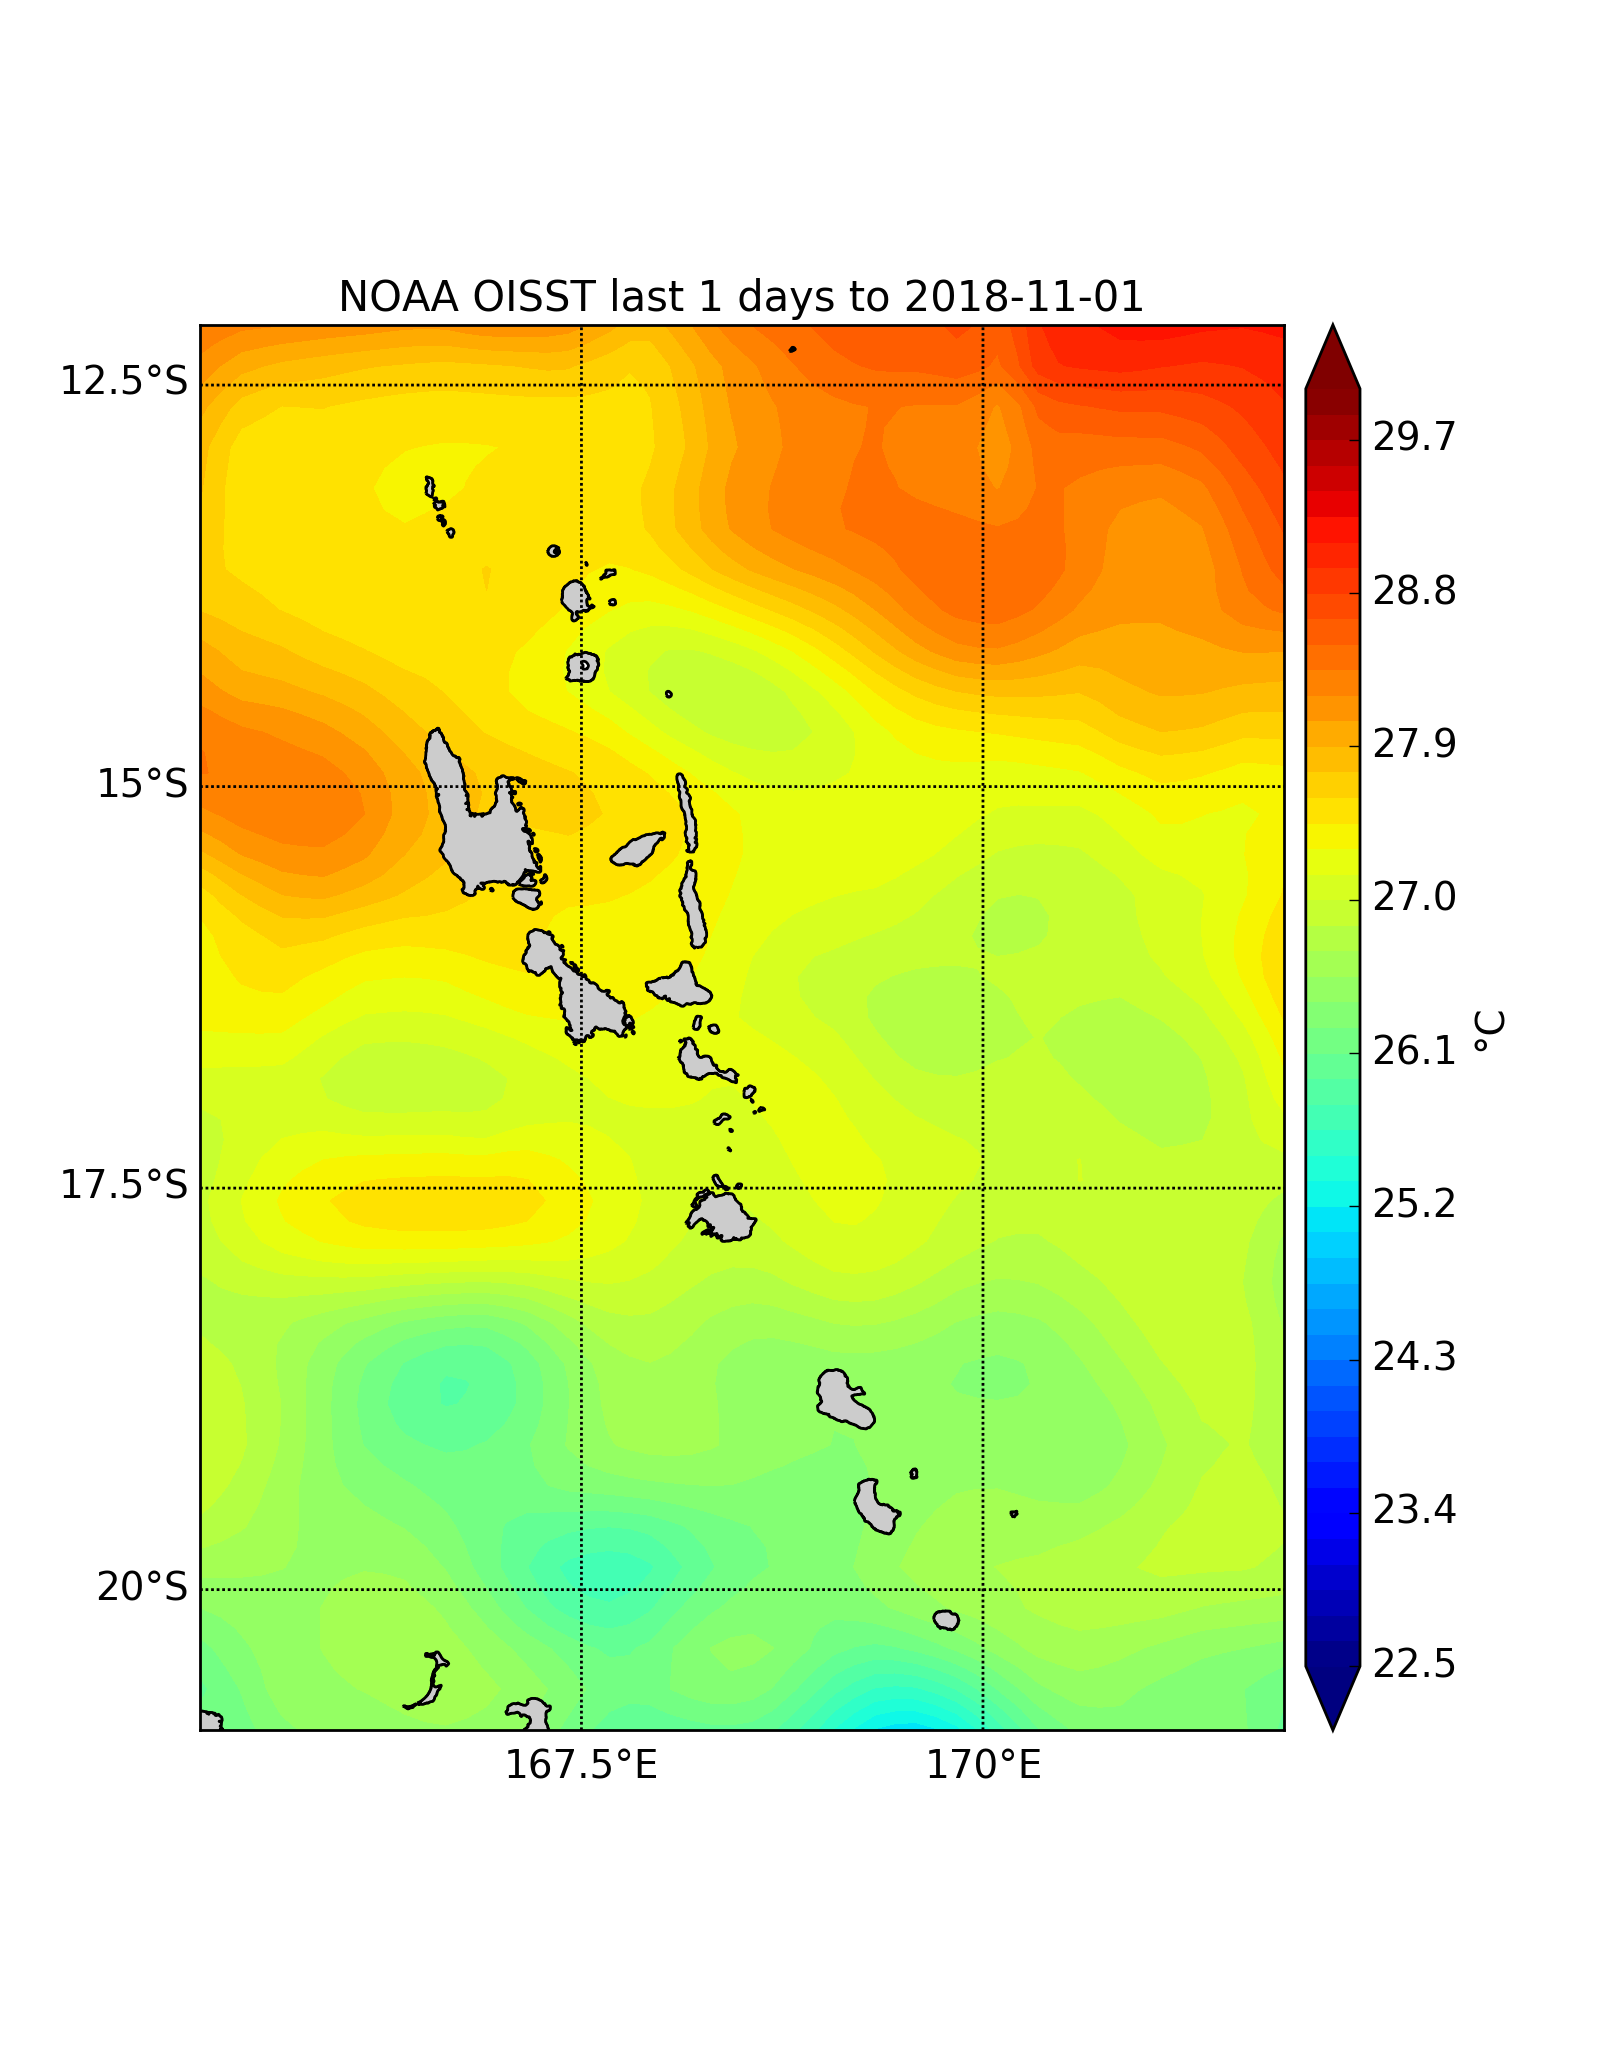 NOAA OISST last 1 days to 2018-11-01
12.5°S
15°S
17.5°S
20°S
167.5°E
170°E
29.7
28.8
27.9
27.0
26.1
25.2
24.3
23.4
22.5
°C